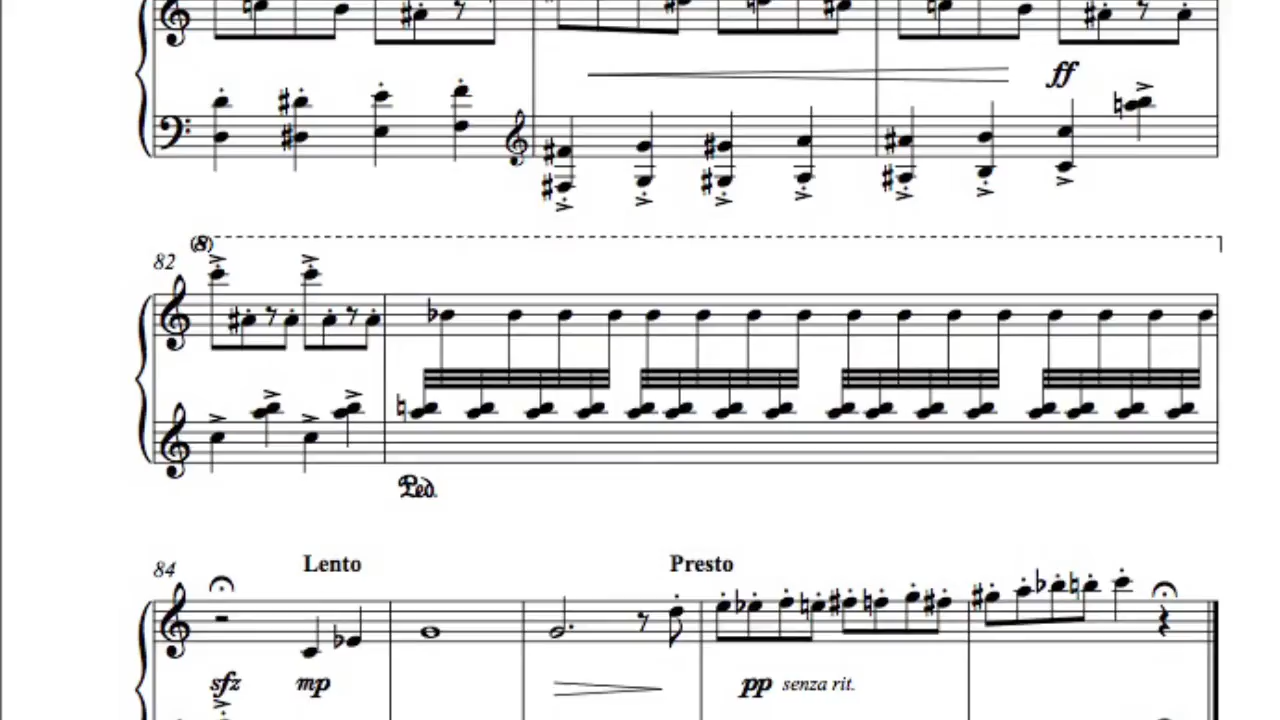 ff
(8)
82
Ped.
84 Lento Presto
sfz mp pp senza rit.